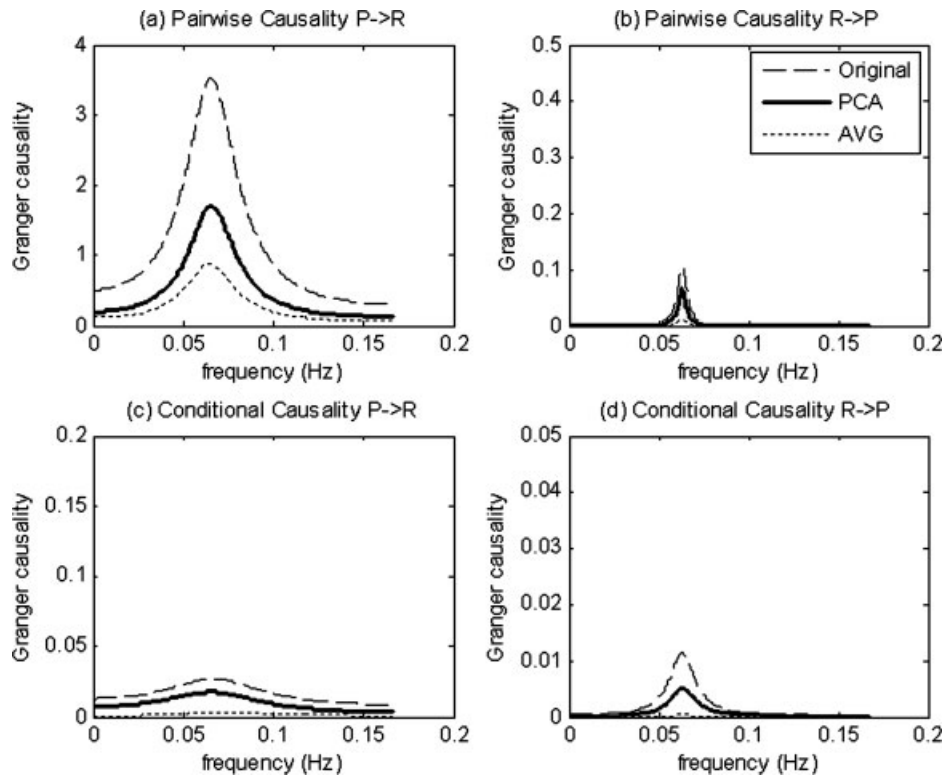 (a) Pairwise Causality P->R
(b) Pairwise Causality R->P
4
3
2
1
0
Granger causality
0 0.05 0.1 0.15 0.2
frequency (Hz)
0.5
0.4
0.3
0.2
0.1
0
Granger causality
Original
PCA
AVG
0 0.05 0.1 0.15 0.2
frequency (Hz)
(c) Conditional Causality P->R
(d) Conditional Causality R->P
0.2
0.15
0.1
0.05
0
Granger causality
0 0.05 0.1 0.15 0.2
frequency (Hz)
0.05
0.04
0.03
0.02
0.01
0
Granger causality
0 0.05 0.1 0.15 0.2
frequency (Hz)